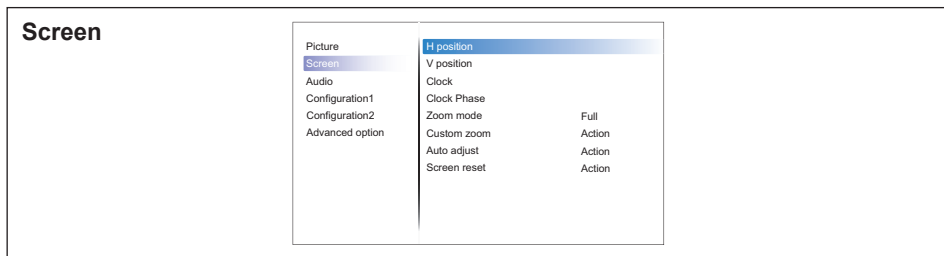 Screen
Picture
Screen
Audio
Configuration1
Configuration2
Advanced option
H position
V position
Clock
Clock Phase
Zoom mode Full
Custom zoom Action
Auto adjust Action
Screen reset Action